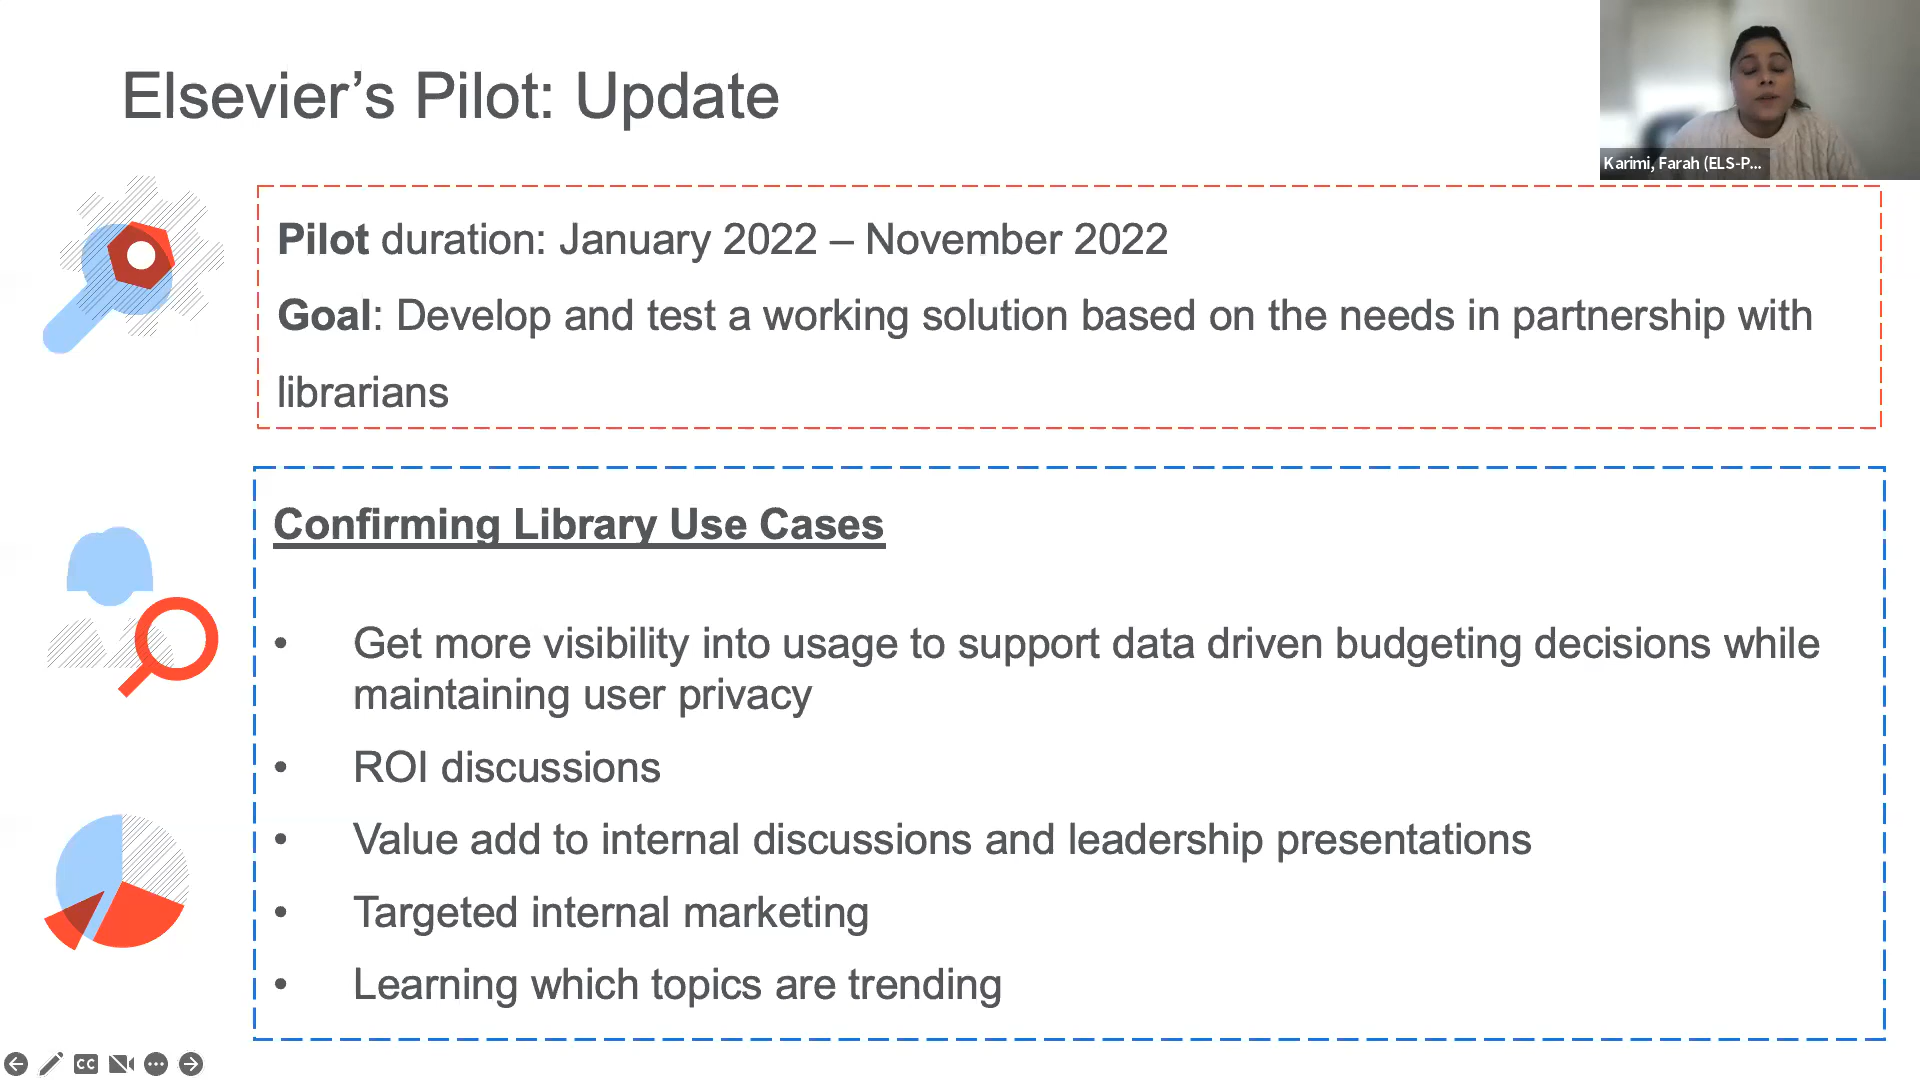 Elsevier’s Pilot: Update
Karimi, Farah (ELS-P...
Pilot duration: January 2022 – November 2022
Goal: Develop and test a working solution based on the needs in partnership with
librarians
Confirming Library Use Cases
• Get more visibility into usage to support data driven budgeting decisions while
maintaining user privacy
• ROI discussions
• Value add to internal discussions and leadership presentations
• Targeted internal marketing
• Learning which topics are trending
CC